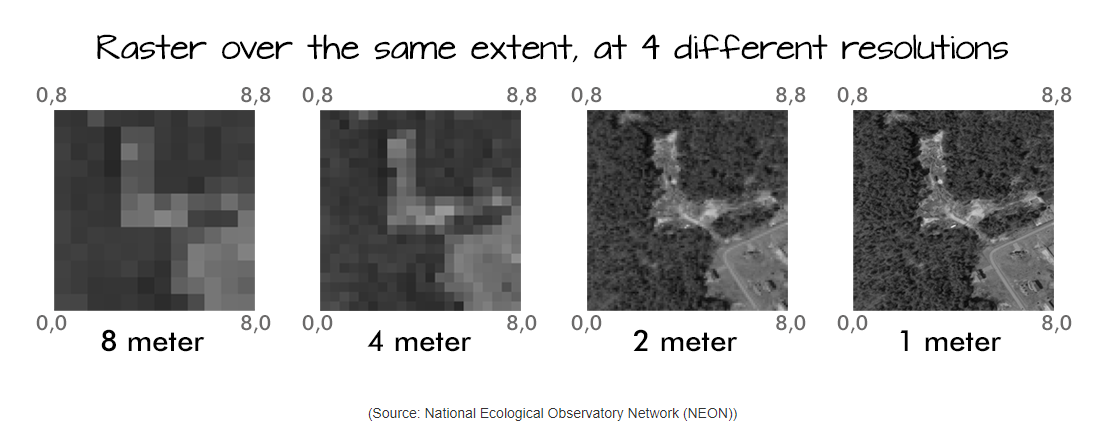 Raster over the same extent, at 4 different resolutions
0,8 8,8 0,8 8,8 0,8 8,8 0,8 8,8
0,0 8,0 0,0 8,0 0,0 8,0 0,0 8,0
8 meter 4 meter 2 meter 1 meter
(Source: National Ecological Observatory Network (NEON))